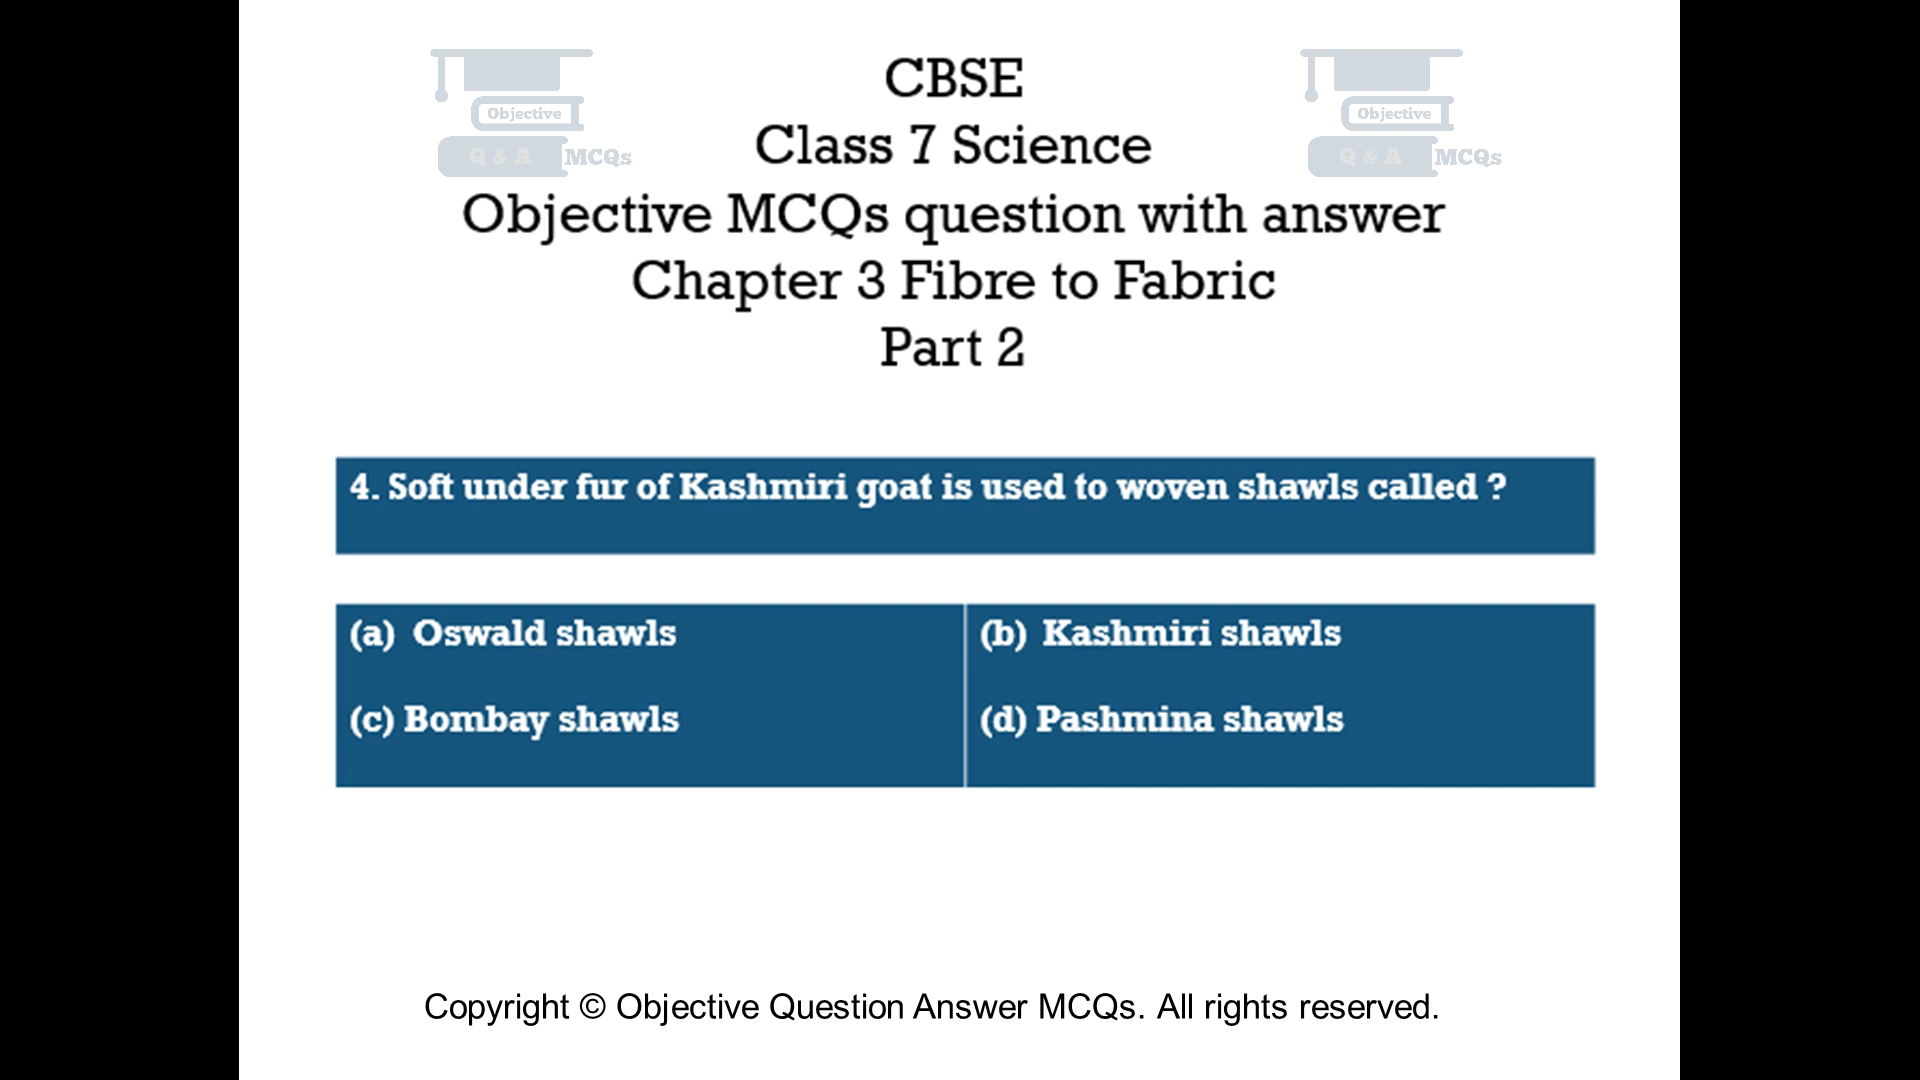 Objective
Q & A MCQs
Objective
Q & A MCQs
CBSE
Class 7 Science
Objective MCQs question with answer
Chapter 3 Fibre to Fabric
Part 2
4. Soft under fur of Kashmiri goat is used to woven shawls called ?
(a) Oswald shawls
(b) Kashmiri shawls
(c) Bombay shawls
(d) Pashmina shawls
Copyright © Objective Question Answer MCQs. All rights reserved.